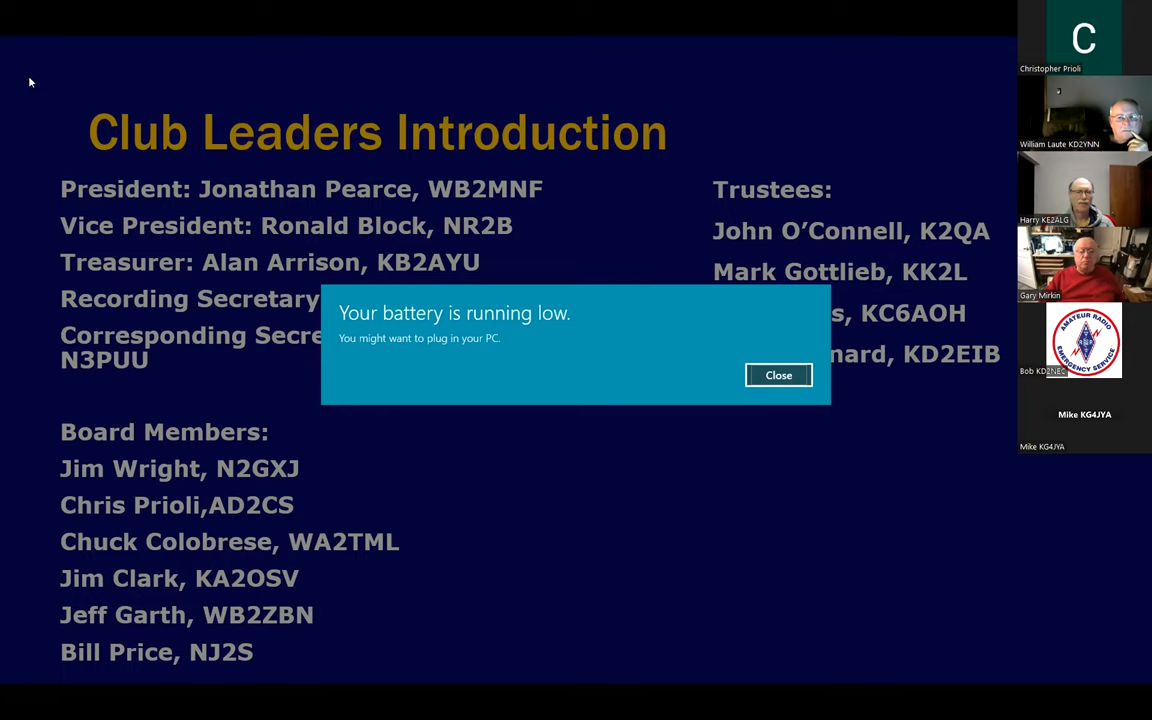 Club Leaders Introduction
President: Jonathan Pearce, WB2MNF
Vice President: Ronald Block, NR2B
Treasurer: Alan Arrison, KB2AYU
Recording Secretary
Corresponding Secre
N3PUU
Board Members:
Jim Wright, N2GXJ
Chris Prioli,AD2CS
Chuck Colobrese, WA2TML
Jim Clark, KA2OSV
Jeff Garth, WB2ZBN
Bill Price, NJ2S
Trustees:
John O’Connell, K2QA
Mark Gottlieb, KK2L
s, KC6AOH
nard, KD2EIB
Your battery is running low.
You might want to plug in your PC.
Close
C
Christopher Prioli
William Laute KD2YNN
Harry KE2ALG
Gary Mirkin
AMATEUR RADIO
EMERGENCY SERVICE
Bob KD2NEC
Mike KG4JYA
Mike KG4JYA